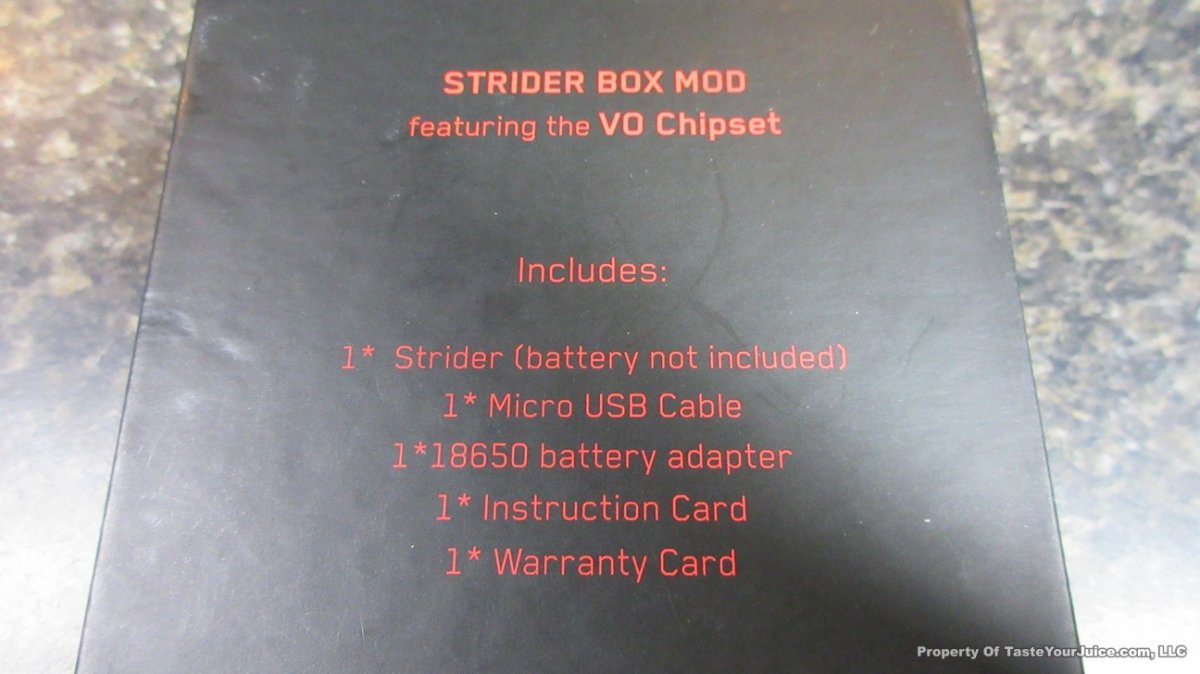 STRIDER BOX MOD
featuring the VO Chipset
Includes:
1* Strider (battery not included)
1* Micro USB Cable
1*18650 battery adapter
1* Instruction Card
1* Warranty Card
Property Of TasteYourJuice.com, LLC